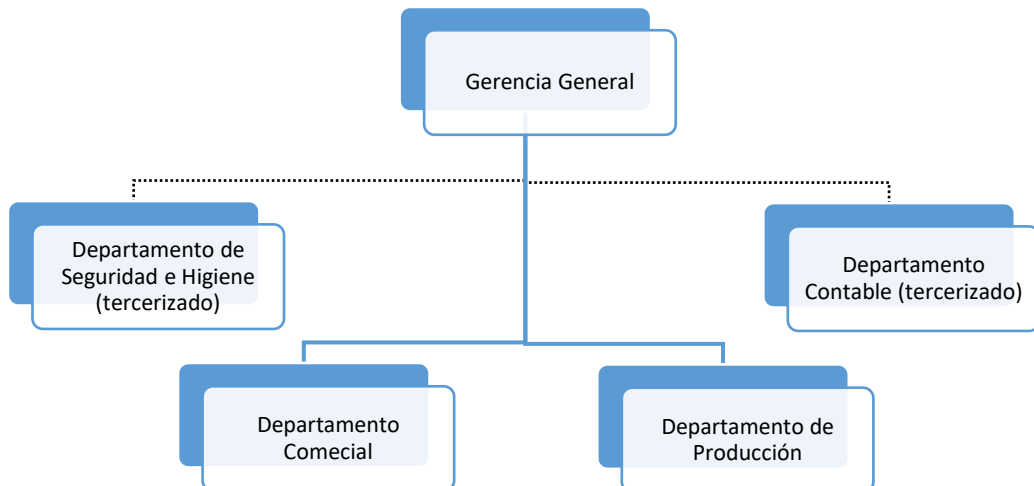 Gerencia General
Departamento de
Seguridad e Higiene
(tercerizado)
Departamento
Contable (tercerizado)
Departamento
Comecial
Departamento de
Producción